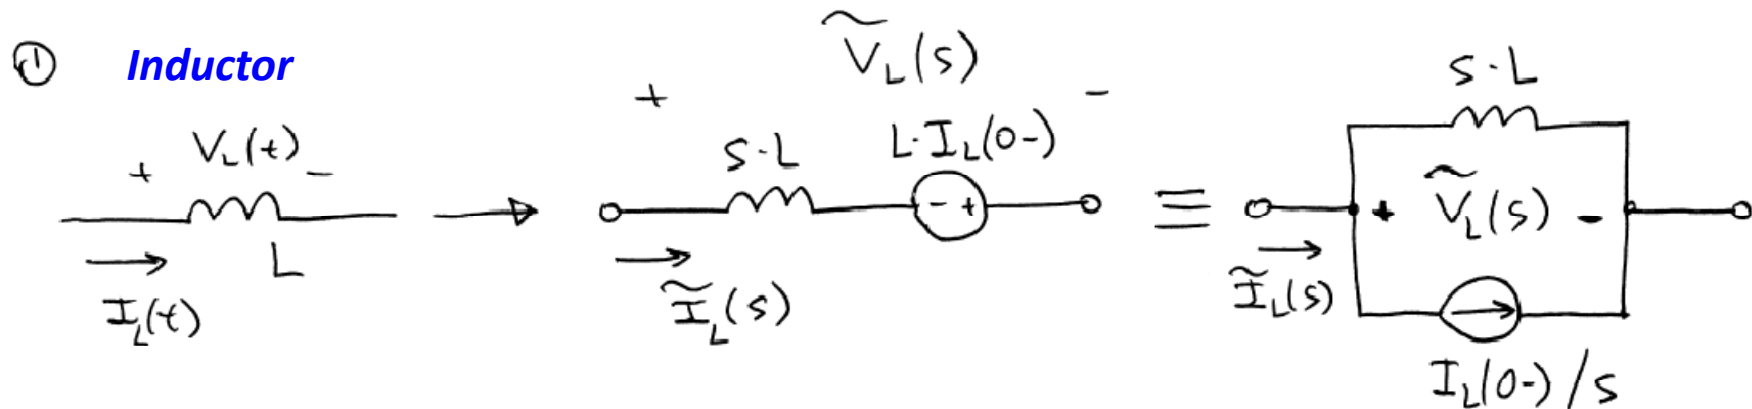 ① Inductor
+ V_L(t) -
L
I_L(t)
+ Ṽ_L(s) -
s·L
L·I_L(0-)
- +
Ĩ_L(s)
≡
s·L
+ Ṽ_L(s) -
Ĩ_L(s)
I_L(0-)/s